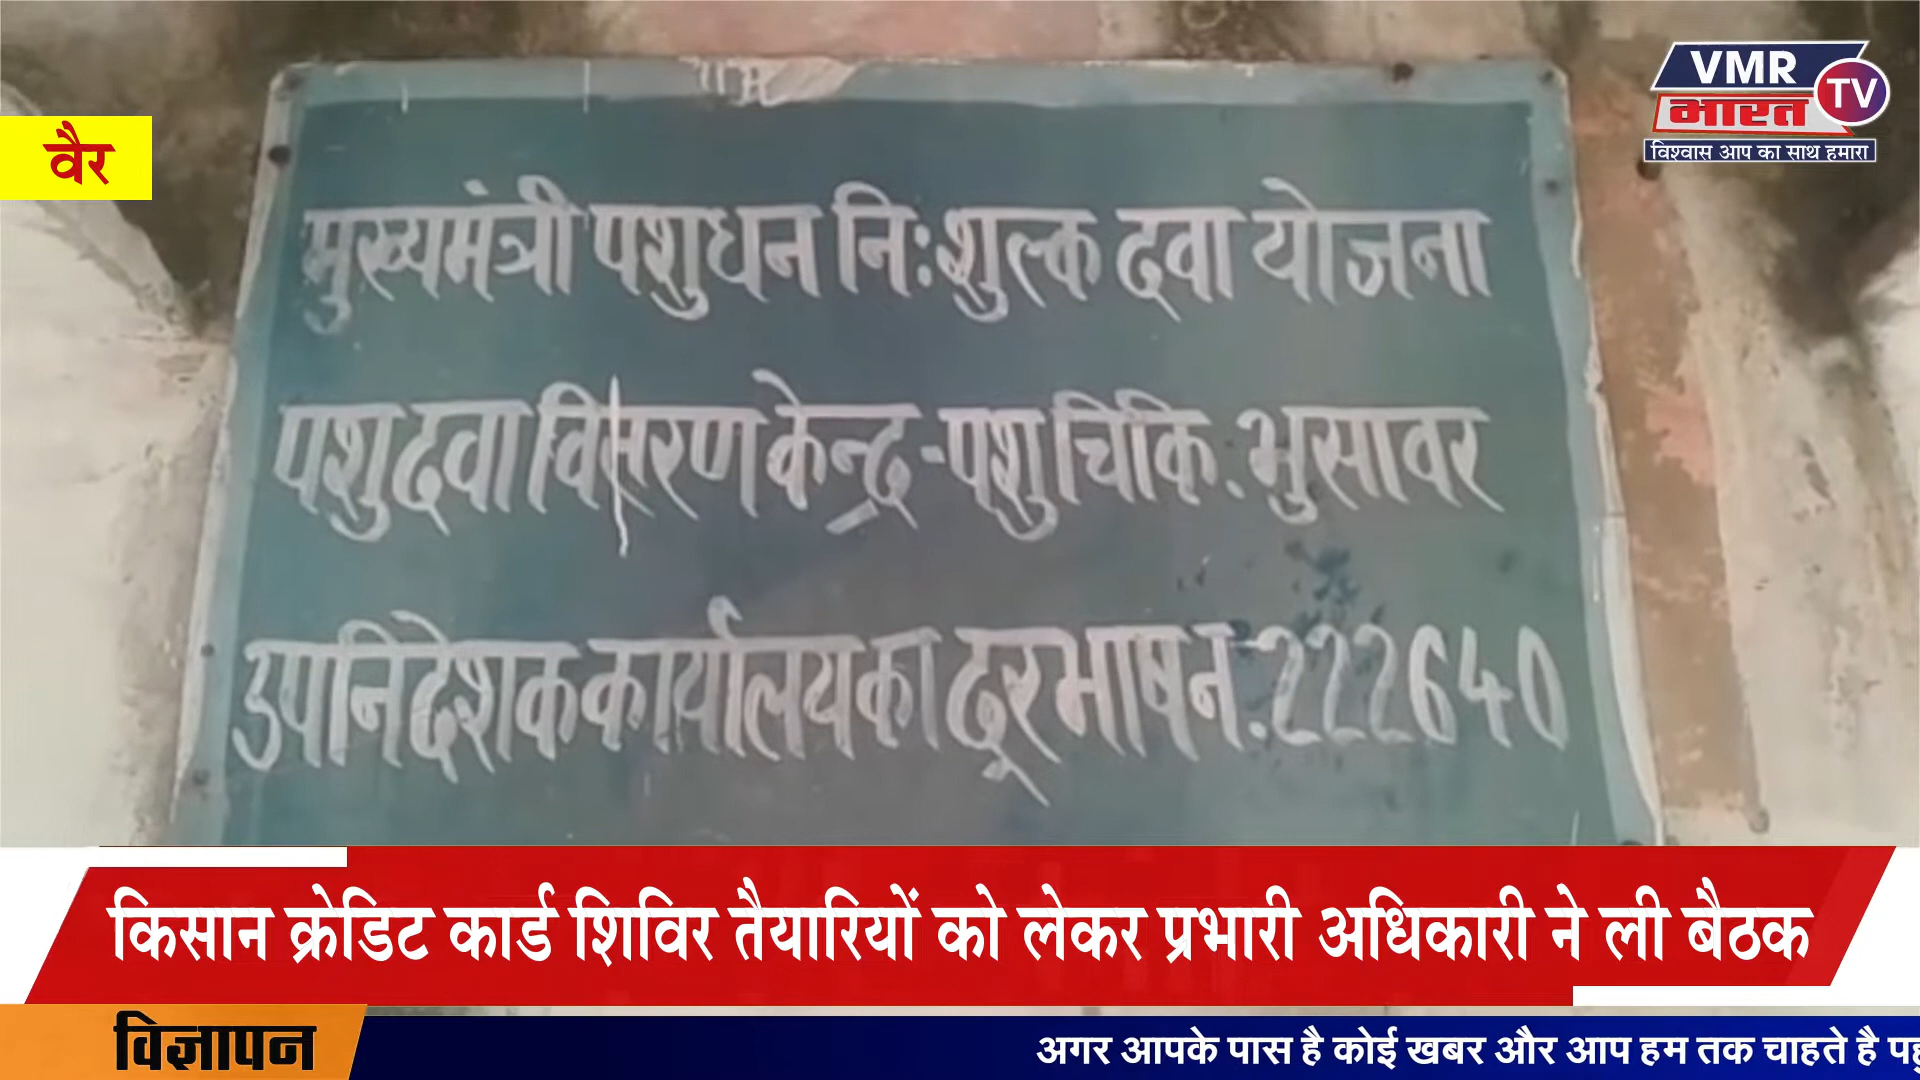 VMR
भारत
TV
विश्वास आप का साथ हमारा
वैर
मुख्यमंत्री पशुधन निःशुल्क दवा योजना
पशु दवा वितरण केन्द्र-पशु चिकि. भुसावर
उपनिदेशक कार्यालय का दूरभाष न.222640
किसान क्रेडिट कार्ड शिविर तैयारियों को लेकर प्रभारी अधिकारी ने ली बैठक
विज्ञापन
अगर आपके पास है कोई खबर और आप हम तक चाहते है